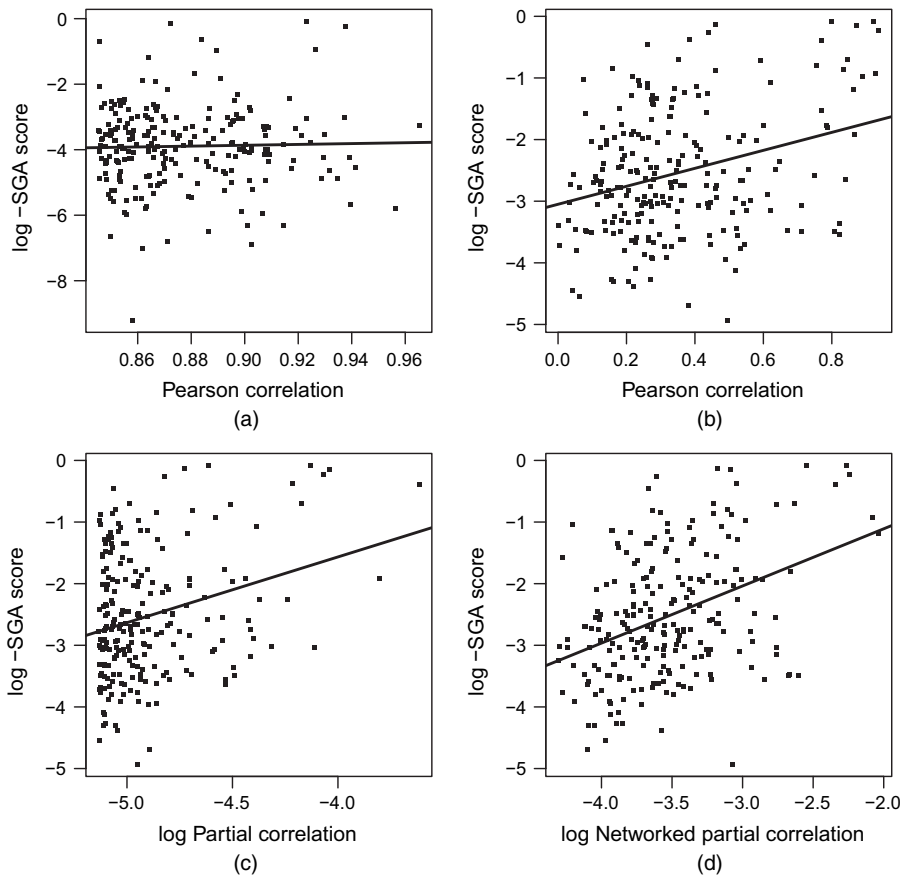 0
−2
−4
−6
−8
log −SGA score
0.86 0.88 0.90 0.92 0.94 0.96
Pearson correlation
(a)
0
−1
−2
−3
−4
−5
log −SGA score
0.0 0.2 0.4 0.6 0.8
Pearson correlation
(b)
0
−1
−2
−3
−4
−5
log −SGA score
−5.0 −4.5 −4.0
log Partial correlation
(c)
0
−1
−2
−3
−4
−5
log −SGA score
−4.0 −3.5 −3.0 −2.5 −2.0
log Networked partial correlation
(d)